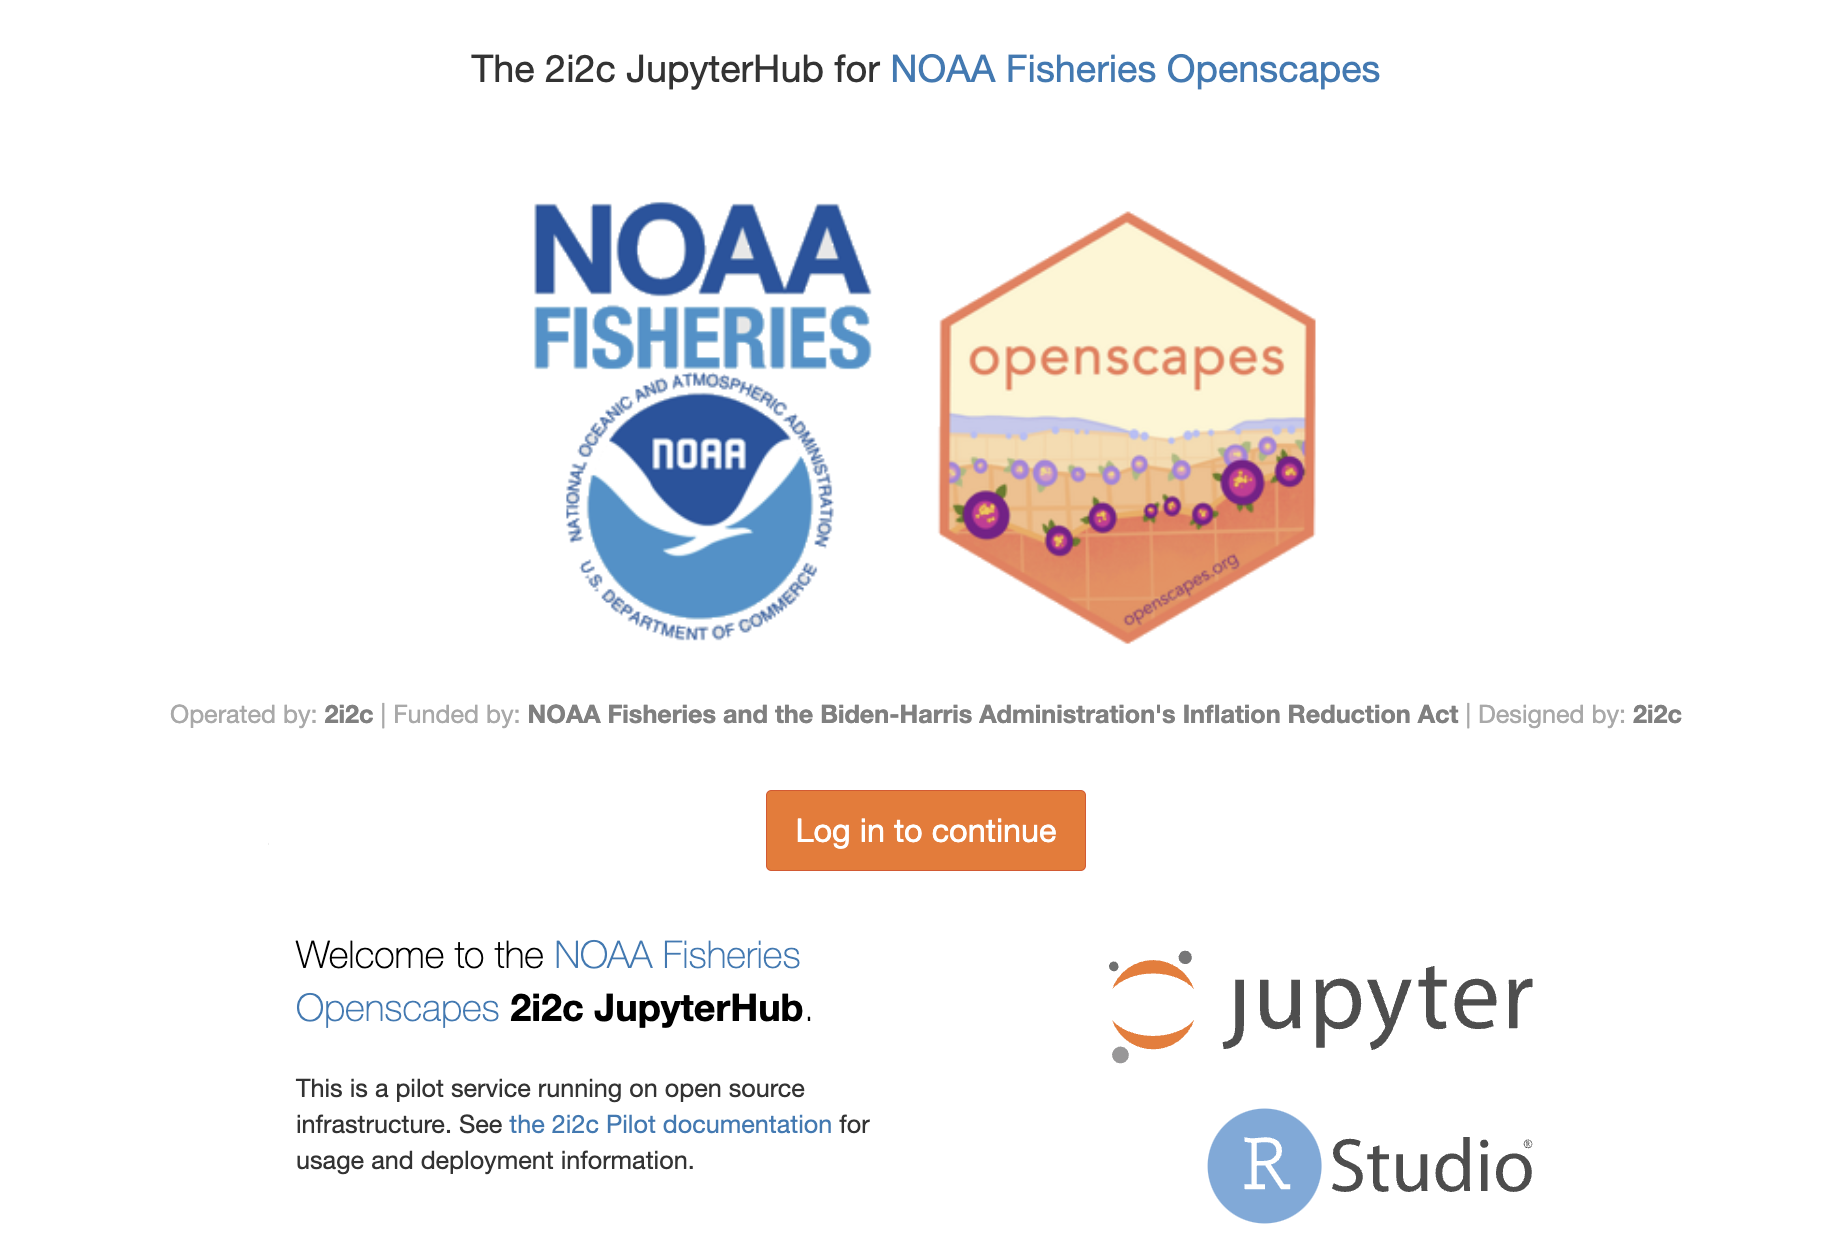 The 2i2c JupyterHub for NOAA Fisheries Openscapes
NOAA
FISHERIES
NATIONAL OCEANIC AND ATMOSPHERIC ADMINISTRATION
NOAA
U.S. DEPARTMENT OF COMMERCE
openscapes
openscapes.org
Operated by: 2i2c | Funded by: NOAA Fisheries and the Biden-Harris Administration's Inflation Reduction Act | Designed by: 2i2c
Log in to continue
Welcome to the NOAA Fisheries
Openscapes 2i2c JupyterHub.
This is a pilot service running on open source
infrastructure. See the 2i2c Pilot documentation for
usage and deployment information.
jupyter
R Studio®